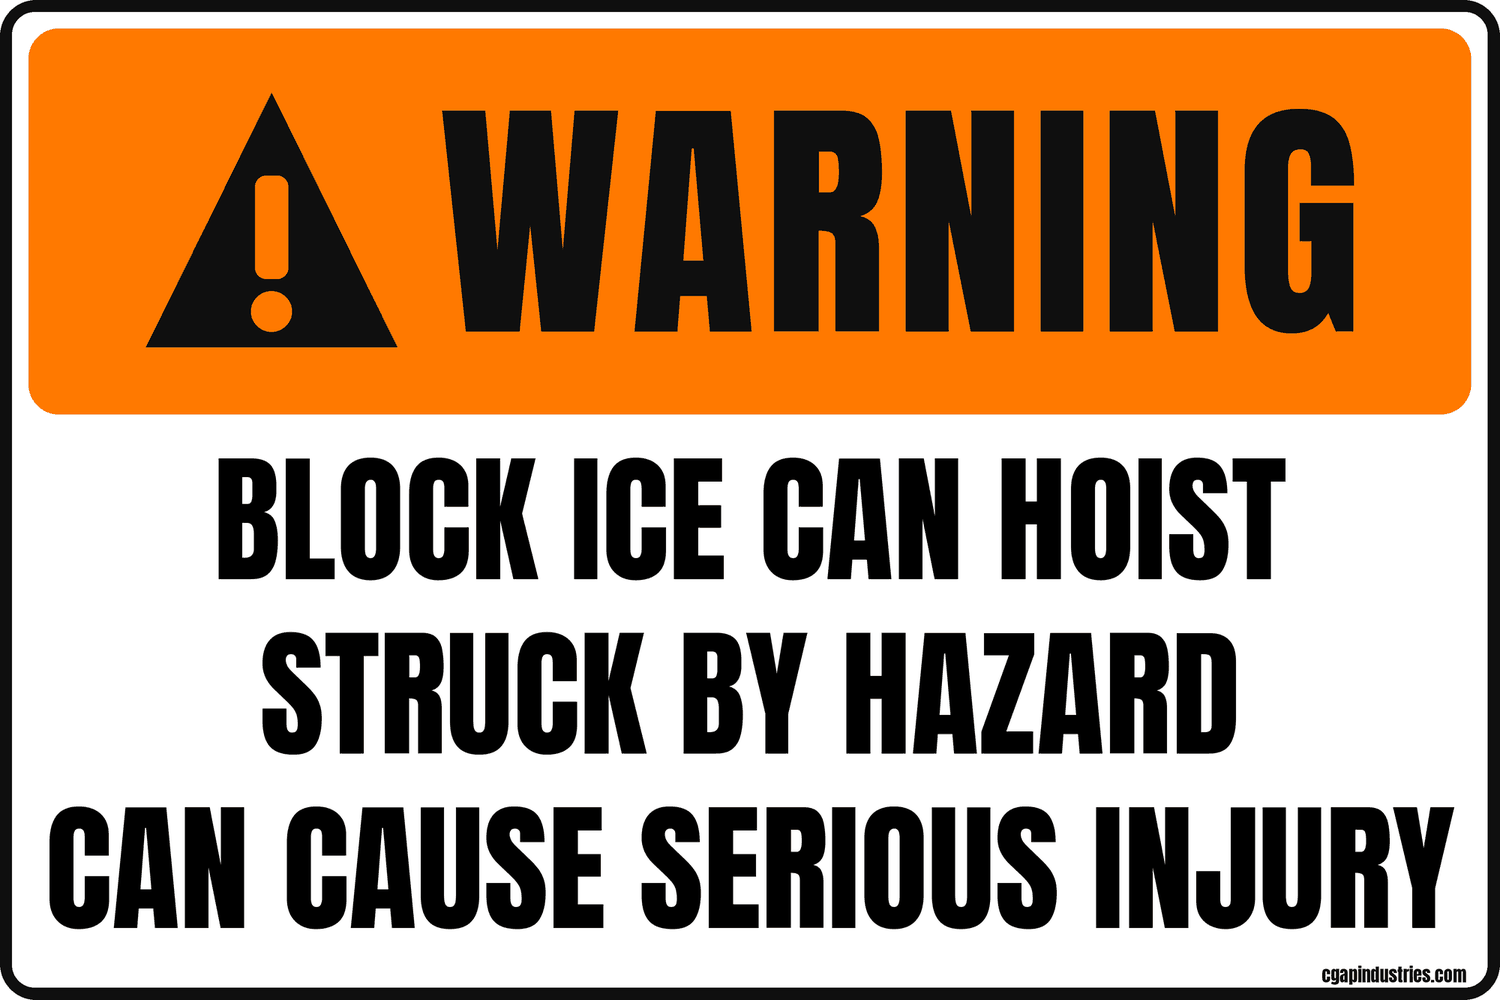 WARNING
BLOCK ICE CAN HOIST
STRUCK BY HAZARD
CAN CAUSE SERIOUS INJURY
cgapindustries.com